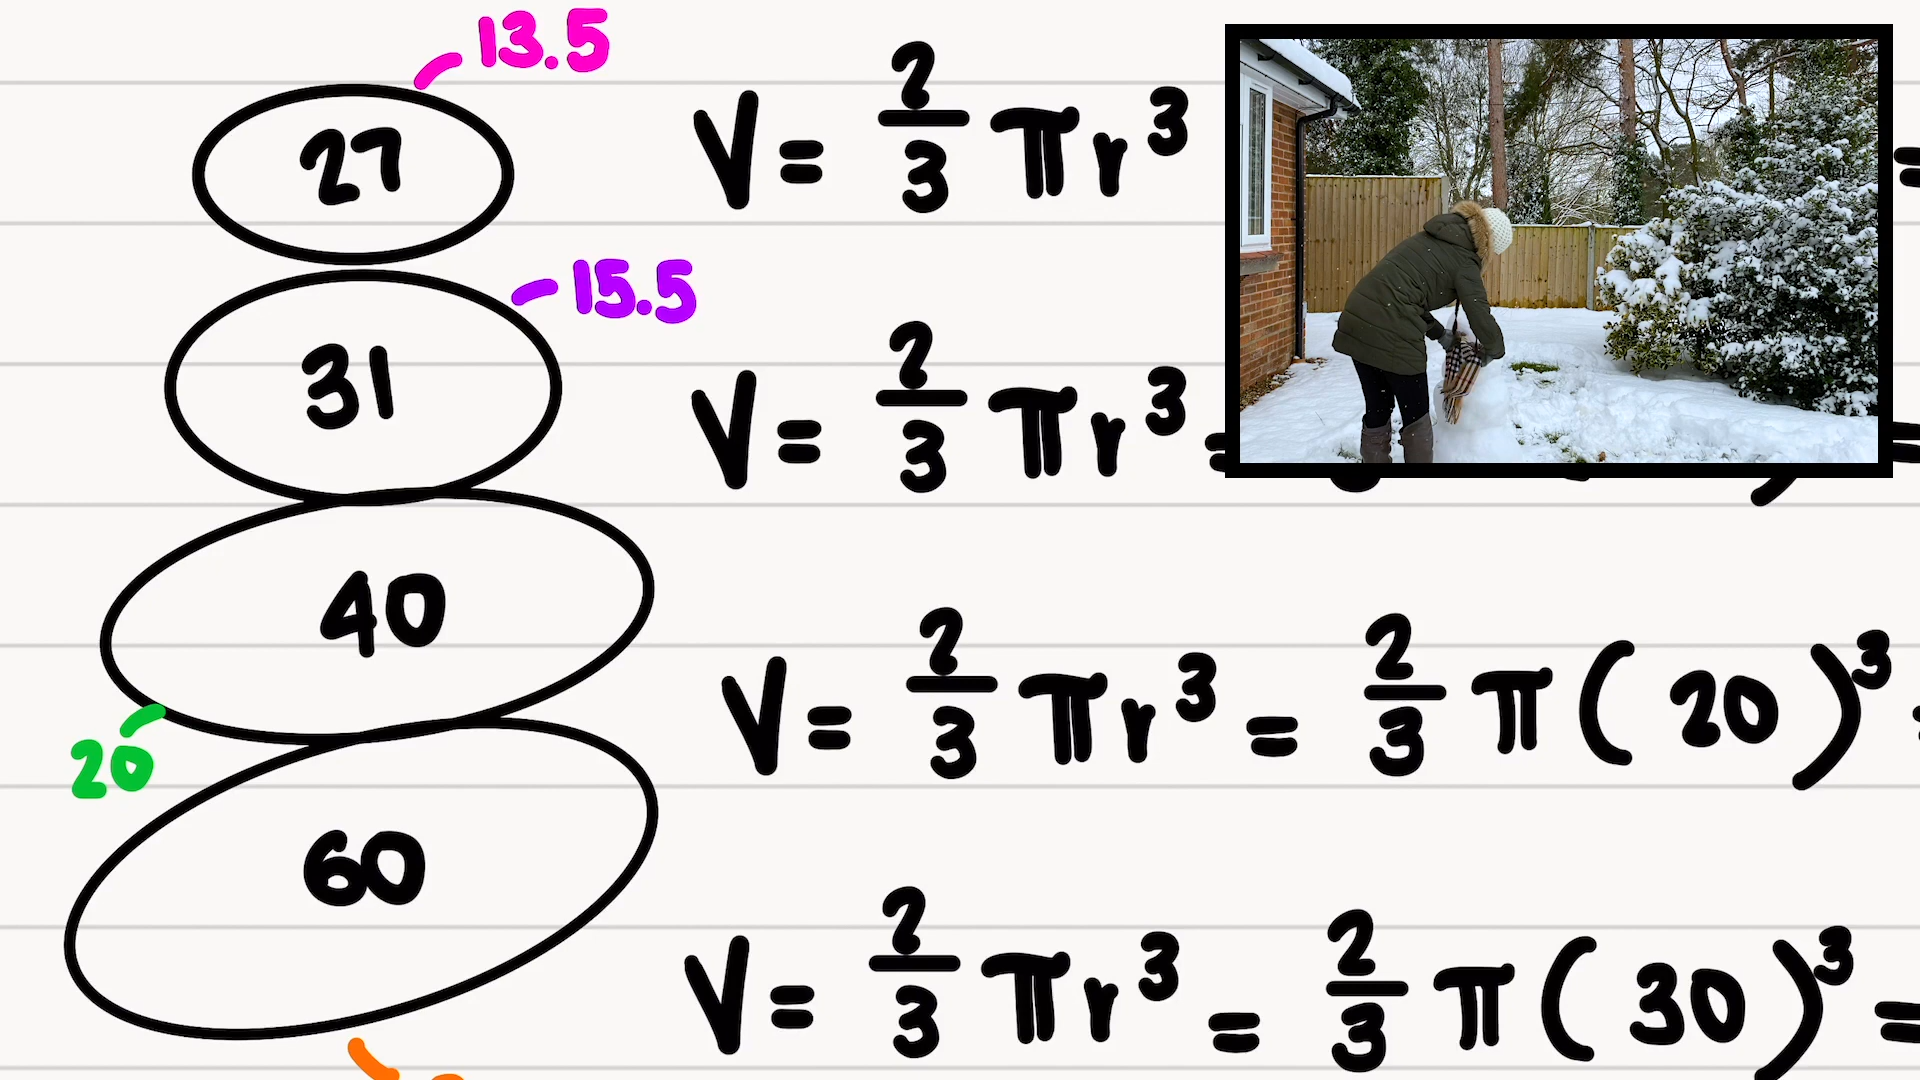 13.5
27
V = 2/3 πr³
15.5
31
V = 2/3 πr³ =
40
20
V = 2/3 πr³ = 2/3 π(20)³
60
V = 2/3 πr³ = 2/3 π(30)³ =